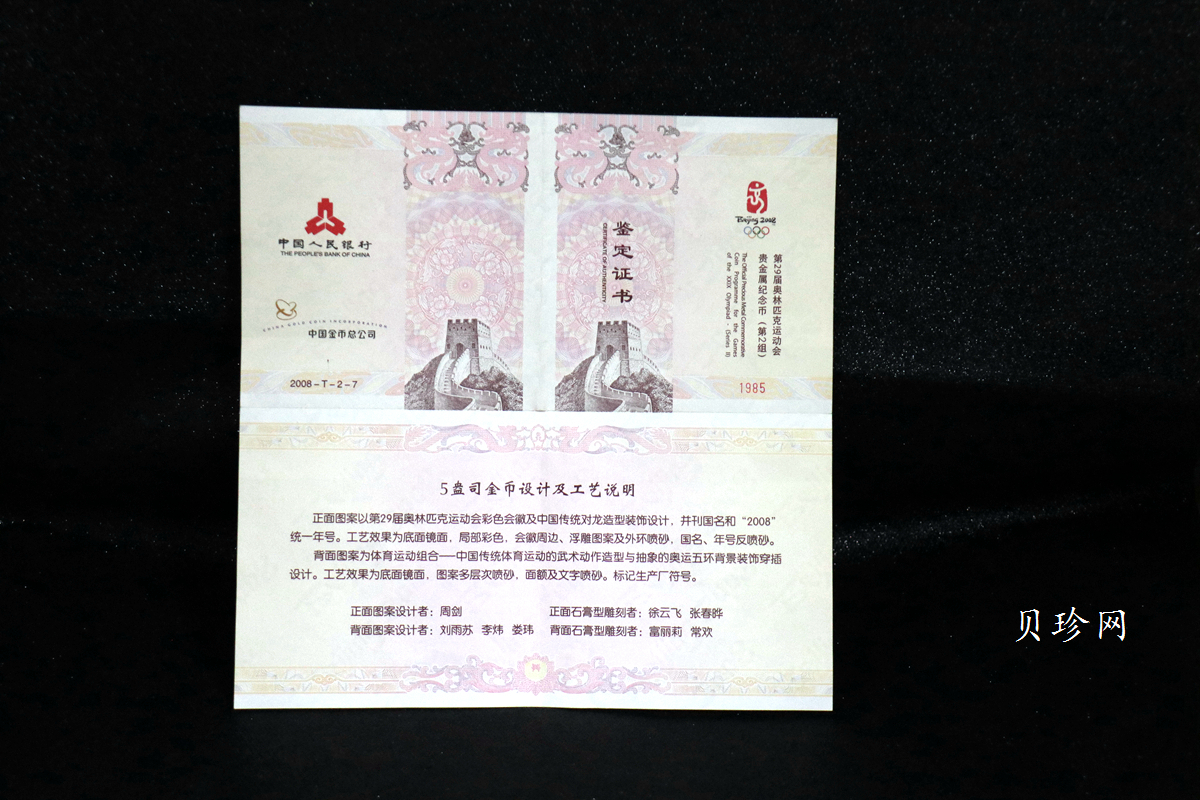 中国人民银行
THE PEOPLE'S BANK OF CHINA
CHINA GOLD COIN INCORPORATION
中国金币总公司
2008-T-2-7
鉴定证书
CERTIFICATE OF AUTHENTICITY
Beijing 2008
第29届奥林匹克运动会
贵金属纪念币（第2组）
The Official Precious Metal Commemorative
Coin Programme for the Games
of the XXIX Olympiad - (Series II)
1985
5盎司金币设计及工艺说明
正面图案以第29届奥林匹克运动会彩色会徽及中国传统对龙造型装饰设计，并刊国名和“2008”
统一年号。工艺效果为底面镜面，局部彩色，会徽周边、浮雕图案及外环喷砂，国名、年号反喷砂。
背面图案为体育运动组合——中国传统体育运动的武术动作造型与抽象的奥运五环背景装饰穿插
设计。工艺效果为底面镜面，图案多层次喷砂，面额及文字喷砂。标记生产厂符号。
正面图案设计者：周剑 正面石膏型雕刻者：徐云飞 张春晔
背面图案设计者：刘雨苏 李炜 娄玮 背面石膏型雕刻者：富丽莉 常欢
贝珍网